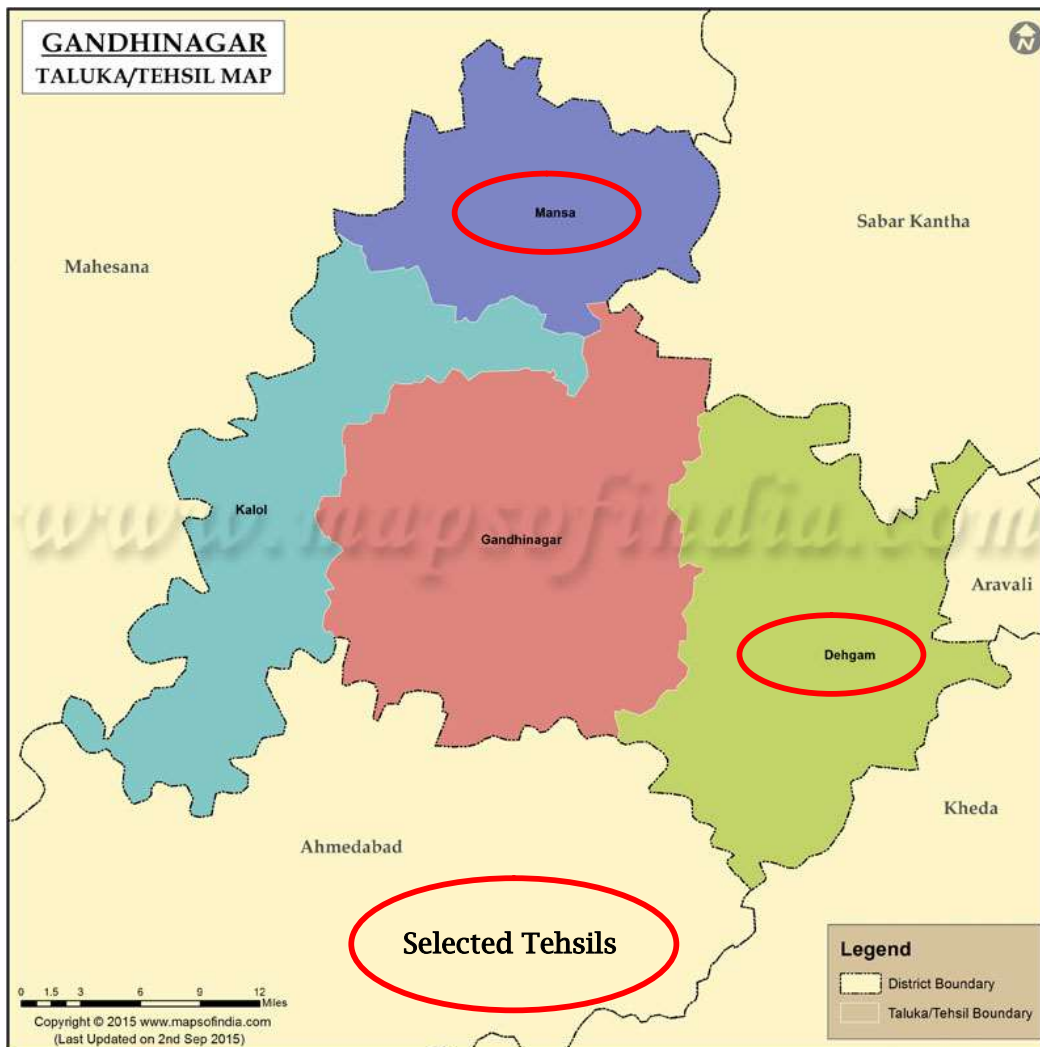 GANDHINAGAR
TALUKA/TEHSIL MAP
N
Mansa
Sabar Kantha
Mahesana
Kalol
www.mapsofindia.com
Gandhinagar
Aravali
Dehgam
Kheda
Ahmedabad
Selected Tehsils
Legend
District Boundary
Taluka/Tehsil Boundary
0 1.5 3 6 9 12
Miles
Copyright © 2015 www.mapsofindia.com
(Last Updated on 2nd Sep 2015)